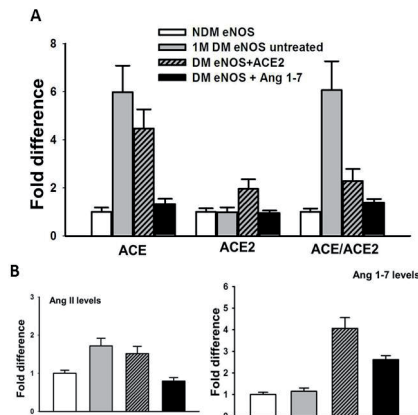 A
NDM eNOS
1M DM eNOS untreated
DM eNOS+ACE2
DM eNOS + Ang 1-7
Fold difference
8
6
4
2
0
ACE
ACE2
ACE/ACE2
B
Ang II levels
Fold difference
3
2
1
0
Ang 1-7 levels
Fold difference
6
5
4
3
2
1
0